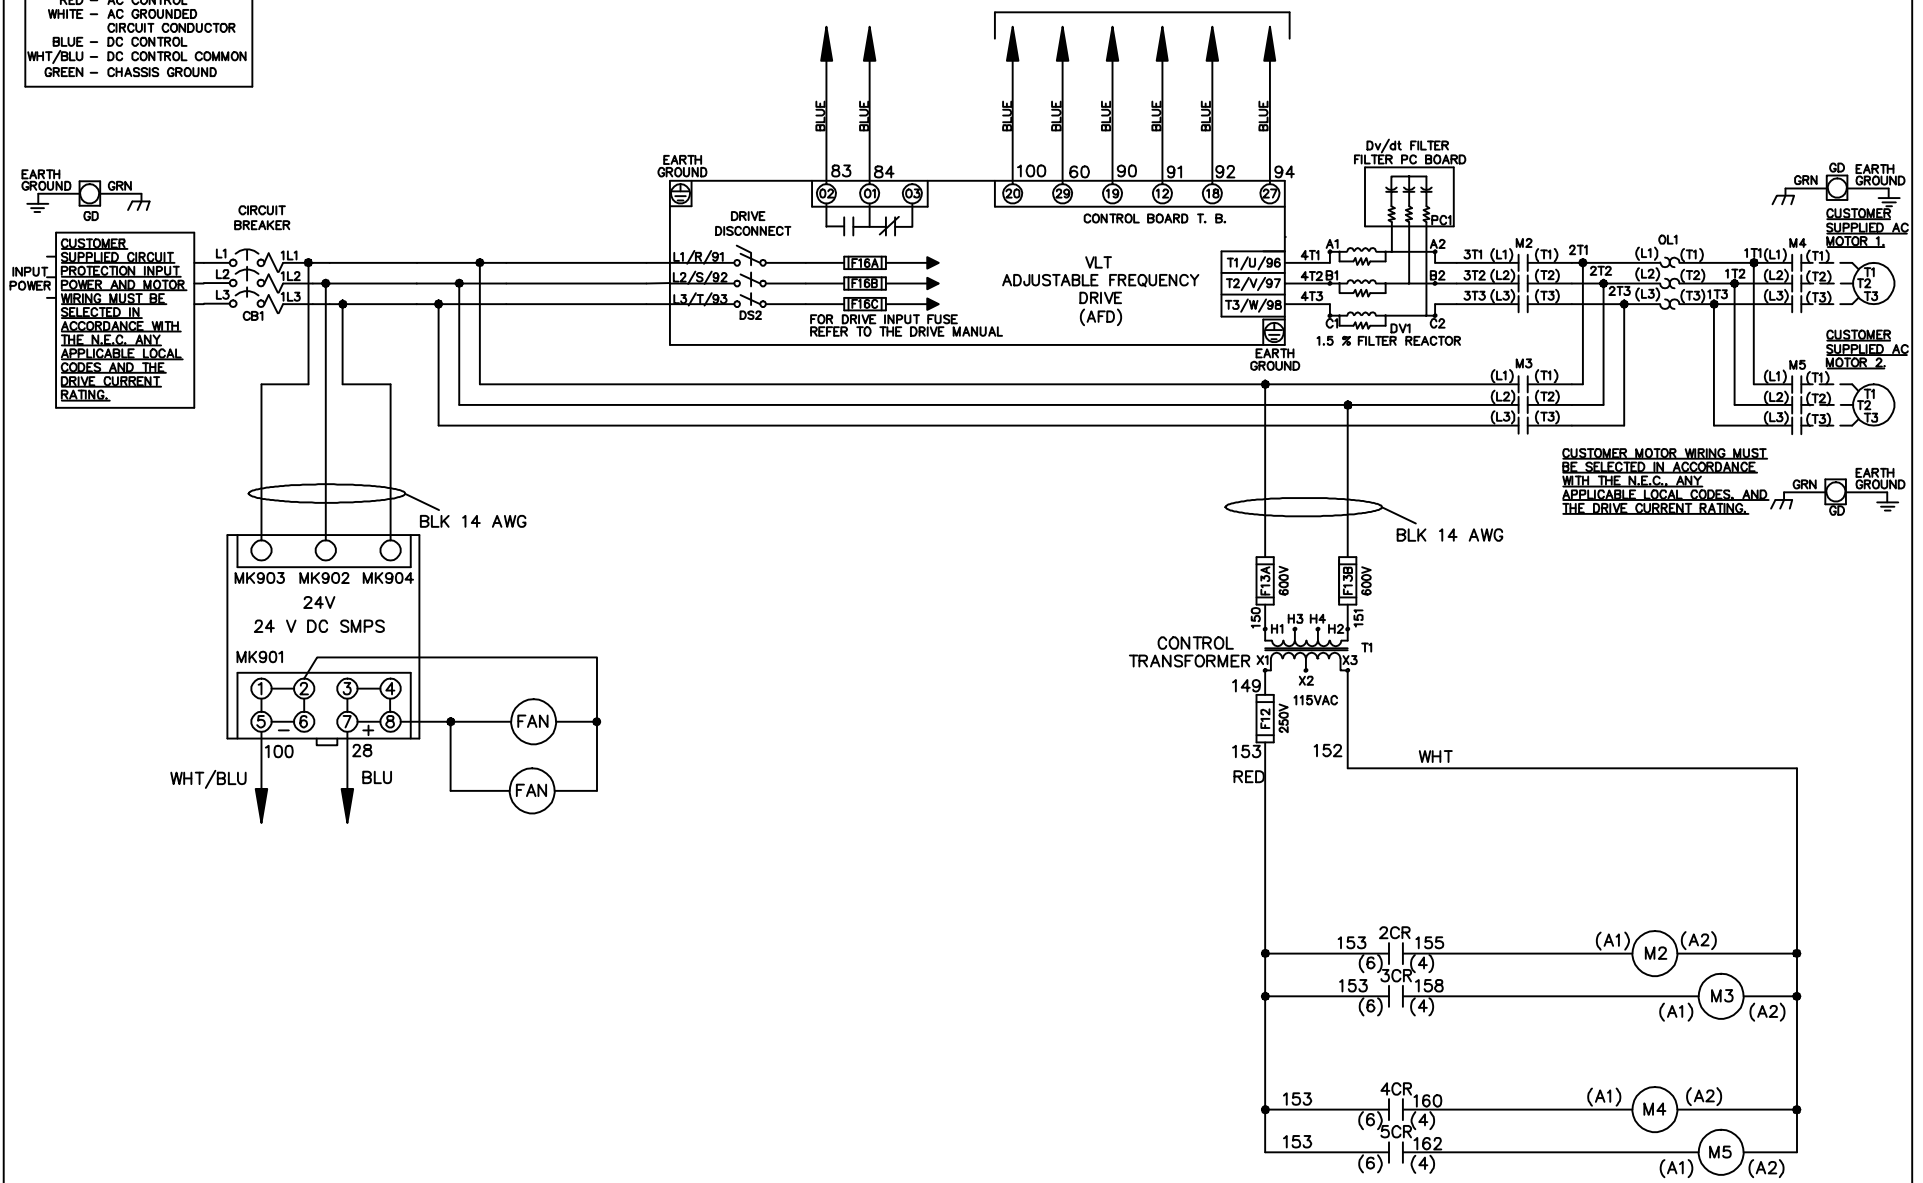 RED - AC CONTROL
WHITE - AC GROUNDED
CIRCUIT CONDUCTOR
BLUE - DC CONTROL
WHT/BLU - DC CONTROL COMMON
GREEN - CHASSIS GROUND
BLUE
BLUE
BLUE
BLUE
BLUE
BLUE
BLUE
BLUE
EARTH
GROUND
GRN
GD
CIRCUIT
BREAKER
INPUT
POWER
CUSTOMER
SUPPLIED CIRCUIT
PROTECTION INPUT
POWER AND MOTOR
WIRING MUST BE
SELECTED IN
ACCORDANCE WITH
THE N.E.C. ANY
APPLICABLE LOCAL
CODES AND THE
DRIVE CURRENT
RATING.
L1 1L1
L2 1L2
L3 1L3
CB1
EARTH
GROUND
83 84
02 01 03
100 60 90 91 92 94
20 29 19 12 18 27
CONTROL BOARD T. B.
DRIVE
DISCONNECT
L1/R/91
L2/S/92
L3/T/93
DS2
F16A
F16B
F16C
FOR DRIVE INPUT FUSE
REFER TO THE DRIVE MANUAL
VLT
ADJUSTABLE FREQUENCY
DRIVE
(AFD)
T1/U/96
T2/V/97
T3/W/98
EARTH
GROUND
Dv/dt FILTER
FILTER PC BOARD
PC1
4T1 A1 A2
4T2 B1 B2
4T3 C1 C2
DV1
1.5 % FILTER REACTOR
M2
3T1 (L1) (T1) 2T1
3T2 (L2) (T2) 2T2
3T3 (L3) (T3) 2T3
OL1
(L1) (T1) 1T1
(L2) (T2) 1T2
(L3) (T3) 1T3
M4
(L1) (T1)
(L2) (T2)
(L3) (T3)
T1
T2
T3
GRN
GD
EARTH
GROUND
CUSTOMER
SUPPLIED AC
MOTOR 1.
CUSTOMER
SUPPLIED AC
MOTOR 2.
M3
(L1) (T1)
(L2) (T2)
(L3) (T3)
M5
(L1) (T1)
(L2) (T2)
(L3) (T3)
T1
T2
T3
CUSTOMER MOTOR WIRING MUST
BE SELECTED IN ACCORDANCE
WITH THE N.E.C., ANY
APPLICABLE LOCAL CODES, AND
THE DRIVE CURRENT RATING.
GRN
GD
EARTH
GROUND
BLK 14 AWG
MK903 MK902 MK904
24V
24 V DC SMPS
MK901
1 2 3 4
5 6 7 8
- +
100
28
WHT/BLU
BLU
FAN
FAN
BLK 14 AWG
F13A
600V
F13B
600V
150
151
H1 H3 H4 H2
CONTROL
TRANSFORMER
T1
X1 X2 X3
115VAC
149
F12
250V
153
RED
152
WHT
2CR
153 155
(6) (4)
(A1) M2 (A2)
3CR
153 158
(6) (4)
(A1) M3 (A2)
4CR
153 160
(6) (4)
(A1) M4 (A2)
5CR
153 162
(6) (4)
(A1) M5 (A2)